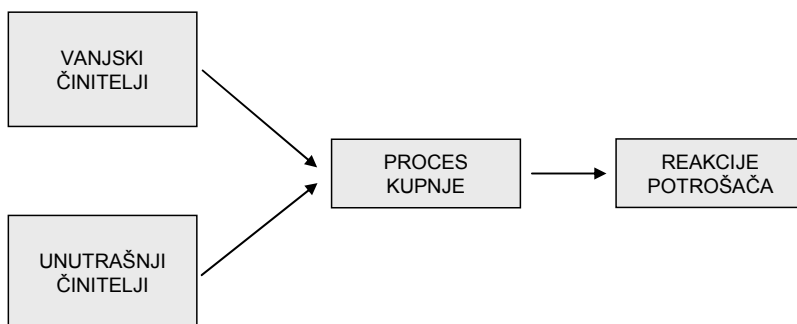 VANJSKI
ČINITELJI
PROCES
KUPNJE
REAKCIJE
POTROŠAČA
UNUTRAŠNJI
ČINITELJI